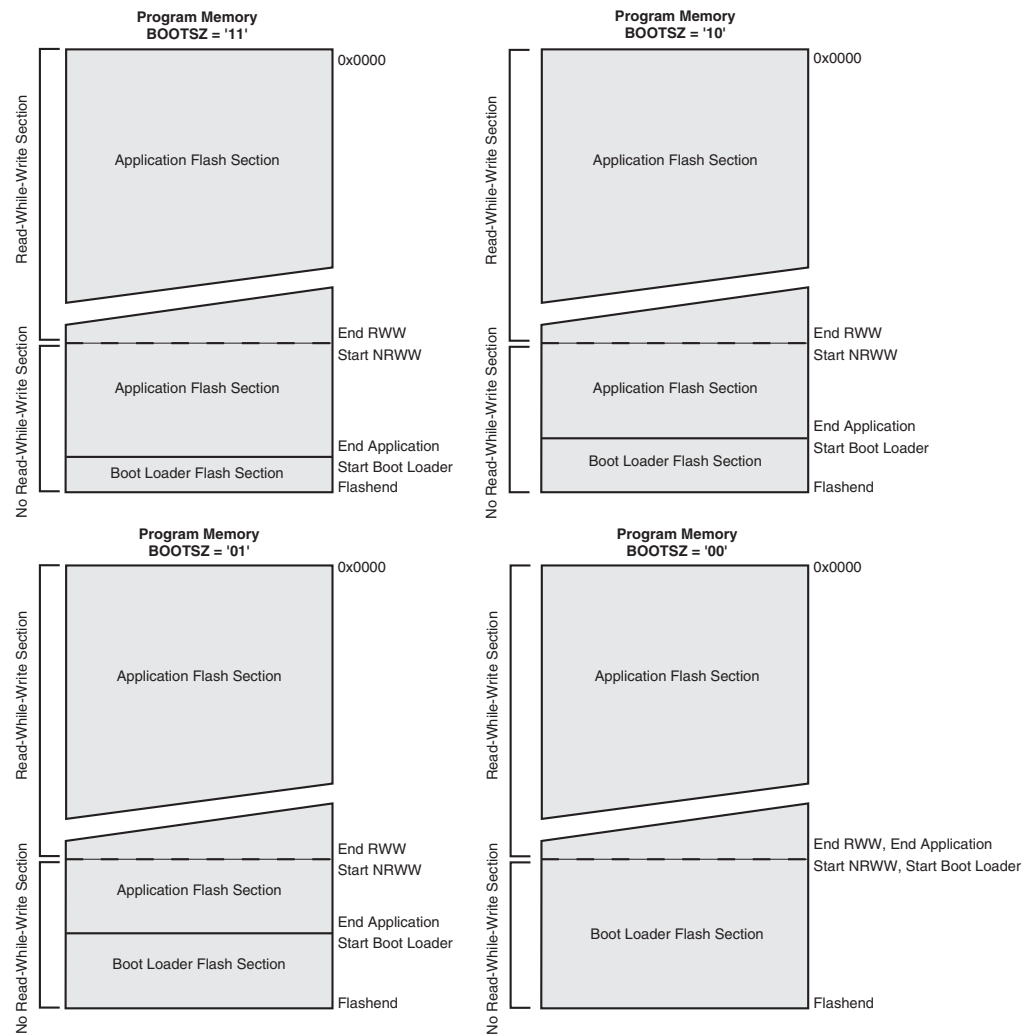 Program Memory
BOOTSZ = '11'
0x0000
Read-While-Write Section
Application Flash Section
End RWW
Start NRWW
No Read-While-Write Section
Application Flash Section
End Application
Start Boot Loader
Boot Loader Flash Section
Flashend
Program Memory
BOOTSZ = '10'
0x0000
Read-While-Write Section
Application Flash Section
End RWW
Start NRWW
No Read-While-Write Section
Application Flash Section
End Application
Start Boot Loader
Boot Loader Flash Section
Flashend
Program Memory
BOOTSZ = '01'
0x0000
Read-While-Write Section
Application Flash Section
End RWW
Start NRWW
No Read-While-Write Section
Application Flash Section
End Application
Start Boot Loader
Boot Loader Flash Section
Flashend
Program Memory
BOOTSZ = '00'
0x0000
Read-While-Write Section
Application Flash Section
End RWW, End Application
Start NRWW, Start Boot Loader
No Read-While-Write Section
Boot Loader Flash Section
Flashend